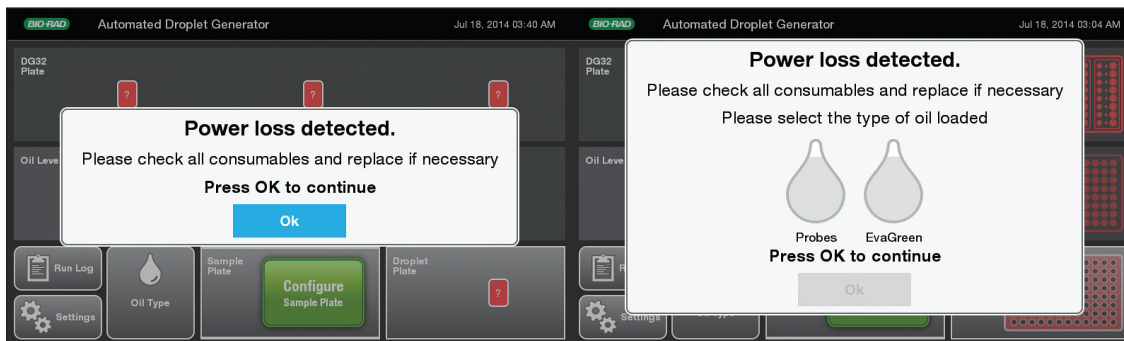 BIO-RAD Automated Droplet Generator Jul 18, 2014 03:40 AM
DG32
Plate
?
?
?
Power loss detected.
Please check all consumables and replace if necessary
Press OK to continue
Ok
Oil Leve
Run Log
Settings
Oil Type
Sample
Plate
Configure
Sample Plate
Droplet
Plate
?
BIO-RAD Automated Droplet Generator Jul 18, 2014 03:04 AM
DG32
Plate
Power loss detected.
Please check all consumables and replace if necessary
Please select the type of oil loaded
Probes EvaGreen
Press OK to continue
Ok
Oil Leve
R
Settings